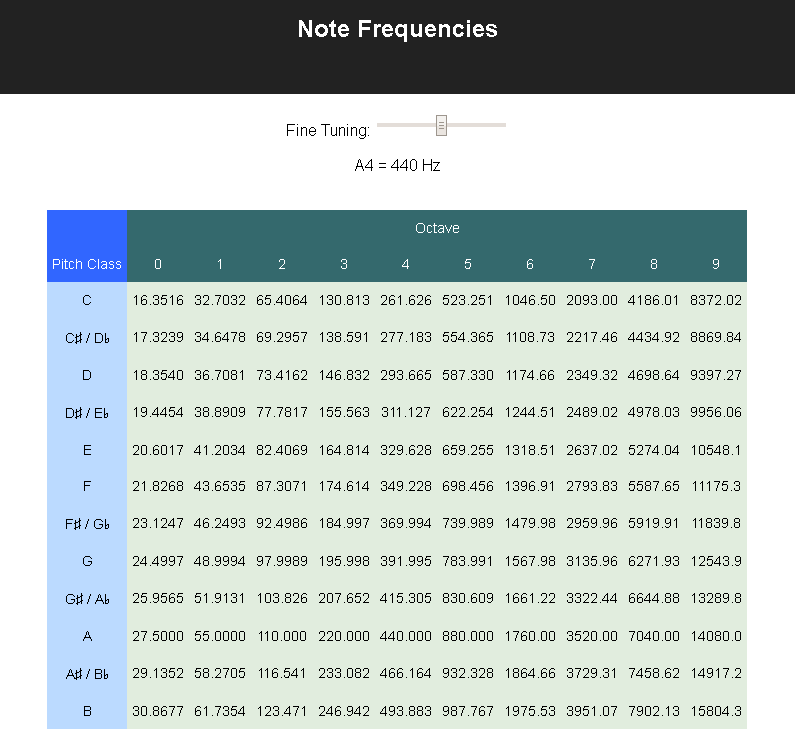 Note Frequencies
Fine Tuning:
A4 = 440 Hz
Octave
Pitch Class 0 1 2 3 4 5 6 7 8 9
C 16.3516 32.7032 65.4064 130.813 261.626 523.251 1046.50 2093.00 4186.01 8372.02
C♯ / D♭ 17.3239 34.6478 69.2957 138.591 277.183 554.365 1108.73 2217.46 4434.92 8869.84
D 18.3540 36.7081 73.4162 146.832 293.665 587.330 1174.66 2349.32 4698.64 9397.27
D♯ / E♭ 19.4454 38.8909 77.7817 155.563 311.127 622.254 1244.51 2489.02 4978.03 9956.06
E 20.6017 41.2034 82.4069 164.814 329.628 659.255 1318.51 2637.02 5274.04 10548.1
F 21.8268 43.6535 87.3071 174.614 349.228 698.456 1396.91 2793.83 5587.65 11175.3
F♯ / G♭ 23.1247 46.2493 92.4986 184.997 369.994 739.989 1479.98 2959.96 5919.91 11839.8
G 24.4997 48.9994 97.9989 195.998 391.995 783.991 1567.98 3135.96 6271.93 12543.9
G♯ / A♭ 25.9565 51.9131 103.826 207.652 415.305 830.609 1661.22 3322.44 6644.88 13289.8
A 27.5000 55.0000 110.000 220.000 440.000 880.000 1760.00 3520.00 7040.00 14080.0
A♯ / B♭ 29.1352 58.2705 116.541 233.082 466.164 932.328 1864.66 3729.31 7458.62 14917.2
B 30.8677 61.7354 123.471 246.942 493.883 987.767 1975.53 3951.07 7902.13 15804.3